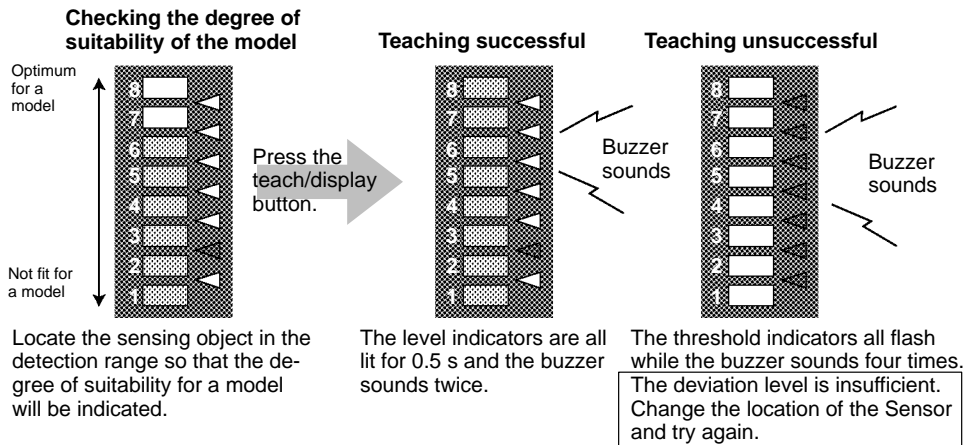 Checking the degree of
suitability of the model
Optimum
for a
model
8
7
6
5
4
3
2
1
Not fit for
a model
Locate the sensing object in the
detection range so that the de-
gree of suitability for a model
will be indicated.
Press the
teach/display
button.
Teaching successful
8
7
6
5
4
3
2
1
Buzzer
sounds
The level indicators are all
lit for 0.5 s and the buzzer
sounds twice.
Teaching unsuccessful
8
7
6
5
4
3
2
1
Buzzer
sounds
The threshold indicators all flash
while the buzzer sounds four times.
The deviation level is insufficient.
Change the location of the Sensor
and try again.